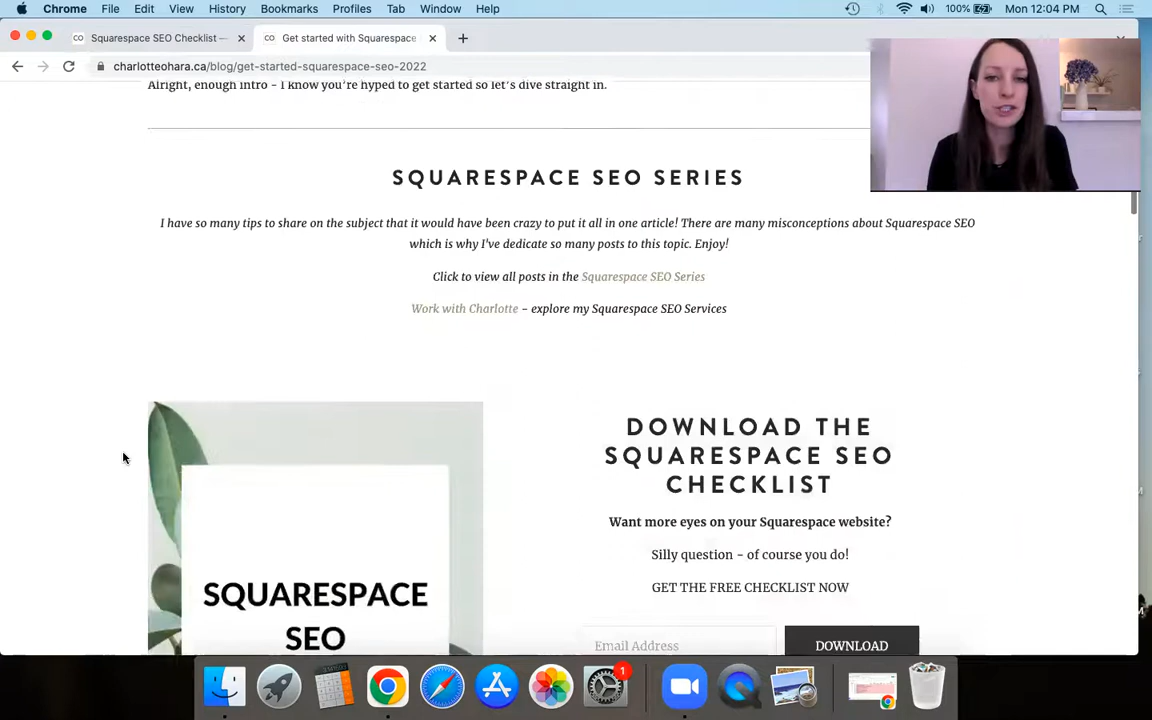 Chrome File Edit View History Bookmarks Profiles Tab Window Help 100% Mon 12:04 PM
CO Squarespace SEO Checklist — × CO Get started with Squarespace × +
charlotteohara.ca/blog/get-started-squarespace-seo-2022
Alright, enough intro - I know you're hyped to get started so let's dive straight in.
SQUARESPACE SEO SERIES
I have so many tips to share on the subject that it would have been crazy to put it all in one article! There are many misconceptions about Squarespace SEO
which is why I've dedicate so many posts to this topic. Enjoy!
Click to view all posts in the Squarespace SEO Series
Work with Charlotte - explore my Squarespace SEO Services
SQUARESPACE
SEO
DOWNLOAD THE
SQUARESPACE SEO
CHECKLIST
Want more eyes on your Squarespace website?
Silly question - of course you do!
GET THE FREE CHECKLIST NOW
Email Address DOWNLOAD
1